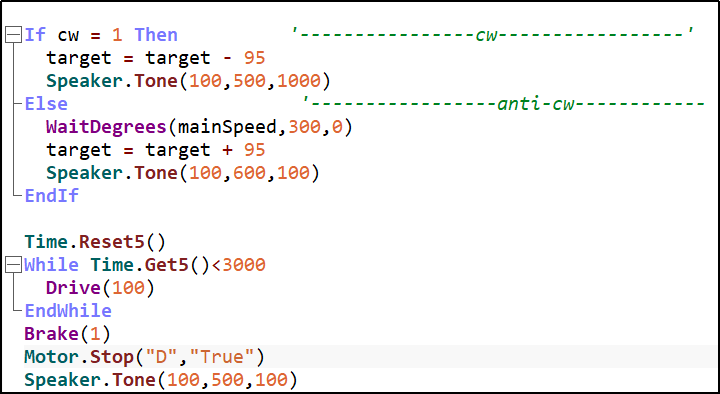 If cw = 1 Then '----------------cw-----------------'
target = target - 95
Speaker.Tone(100,500,1000)
Else '-----------------anti-cw------------
WaitDegrees(mainSpeed,300,0)
target = target + 95
Speaker.Tone(100,600,100)
EndIf
Time.Reset5()
While Time.Get5()<3000
Drive(100)
EndWhile
Brake(1)
Motor.Stop("D","True")
Speaker.Tone(100,500,100)